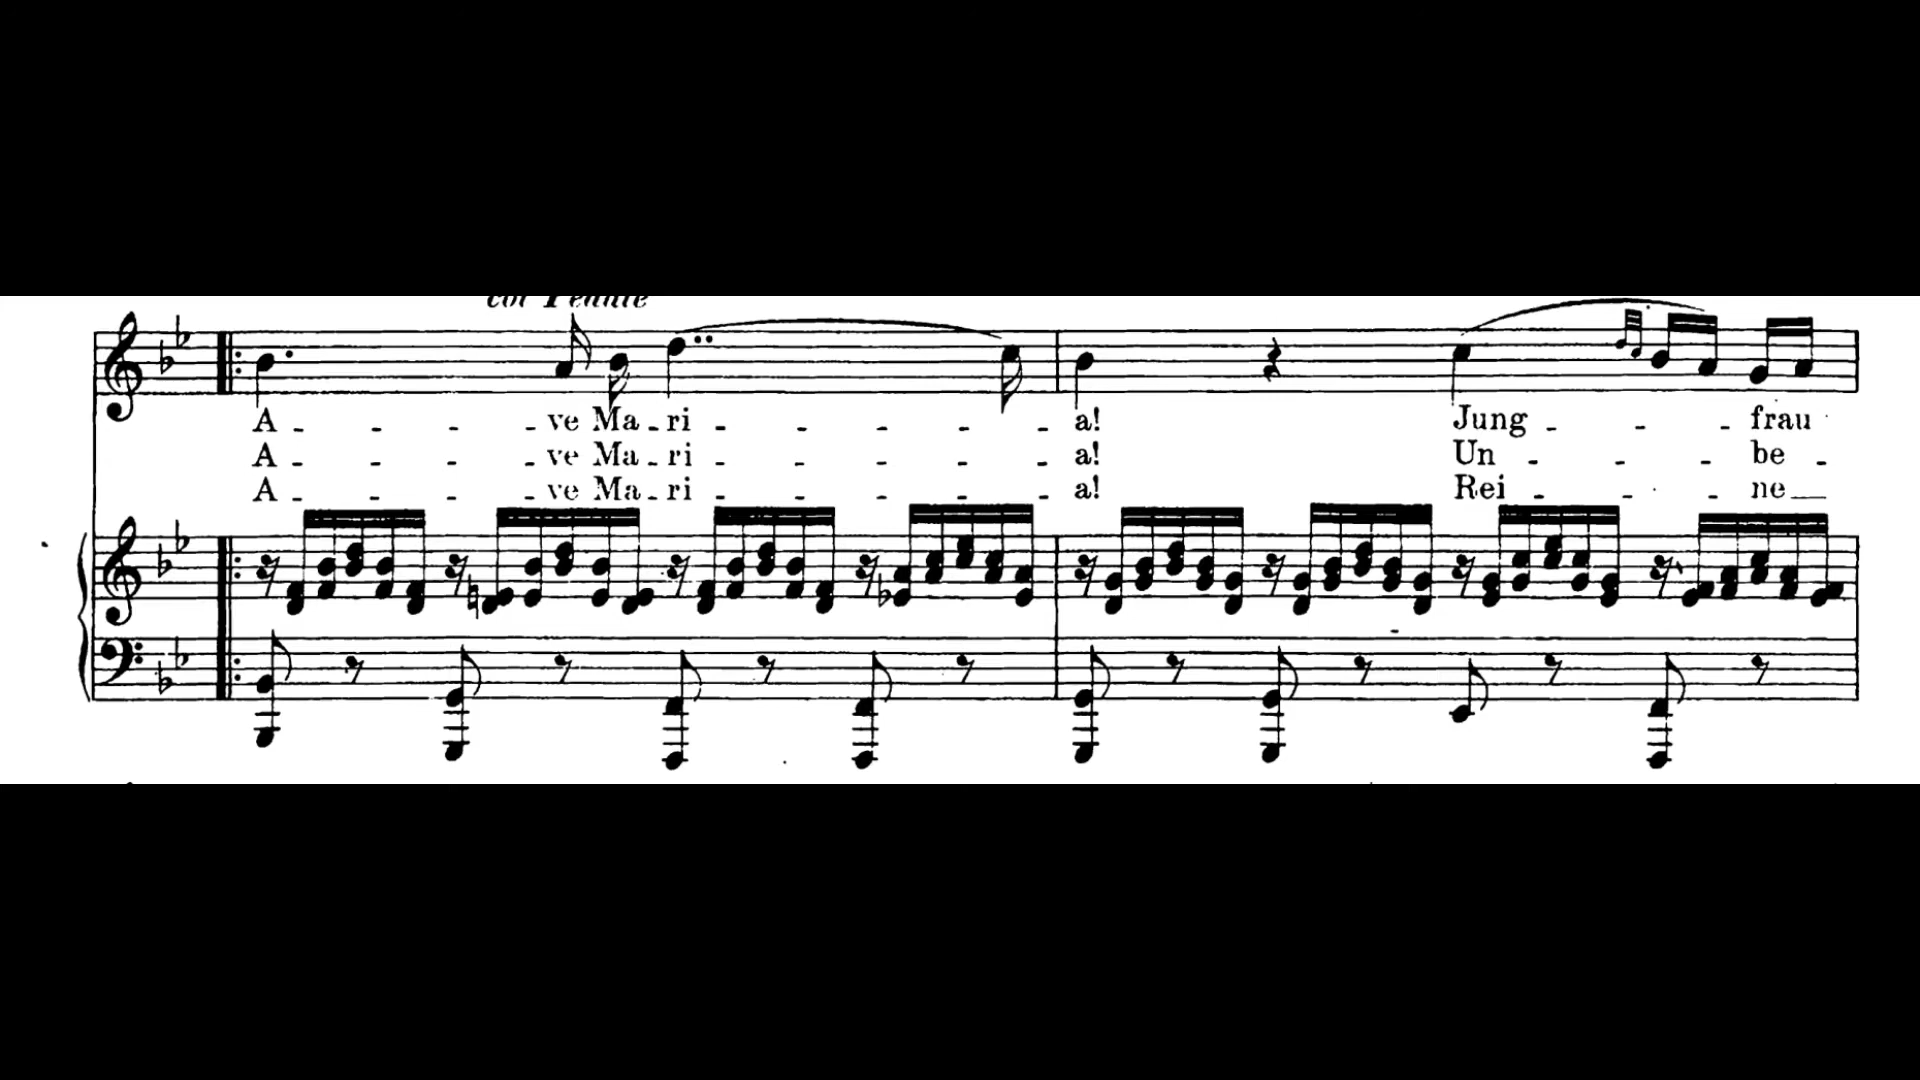 A - - - - ve Ma - ri - - - - - a! Jung - - - frau
A - - - - ve Ma - ri - - - - - a! Un - - - be -
A - - - - ve Ma - ri - - - - - a! Rei - - - ne